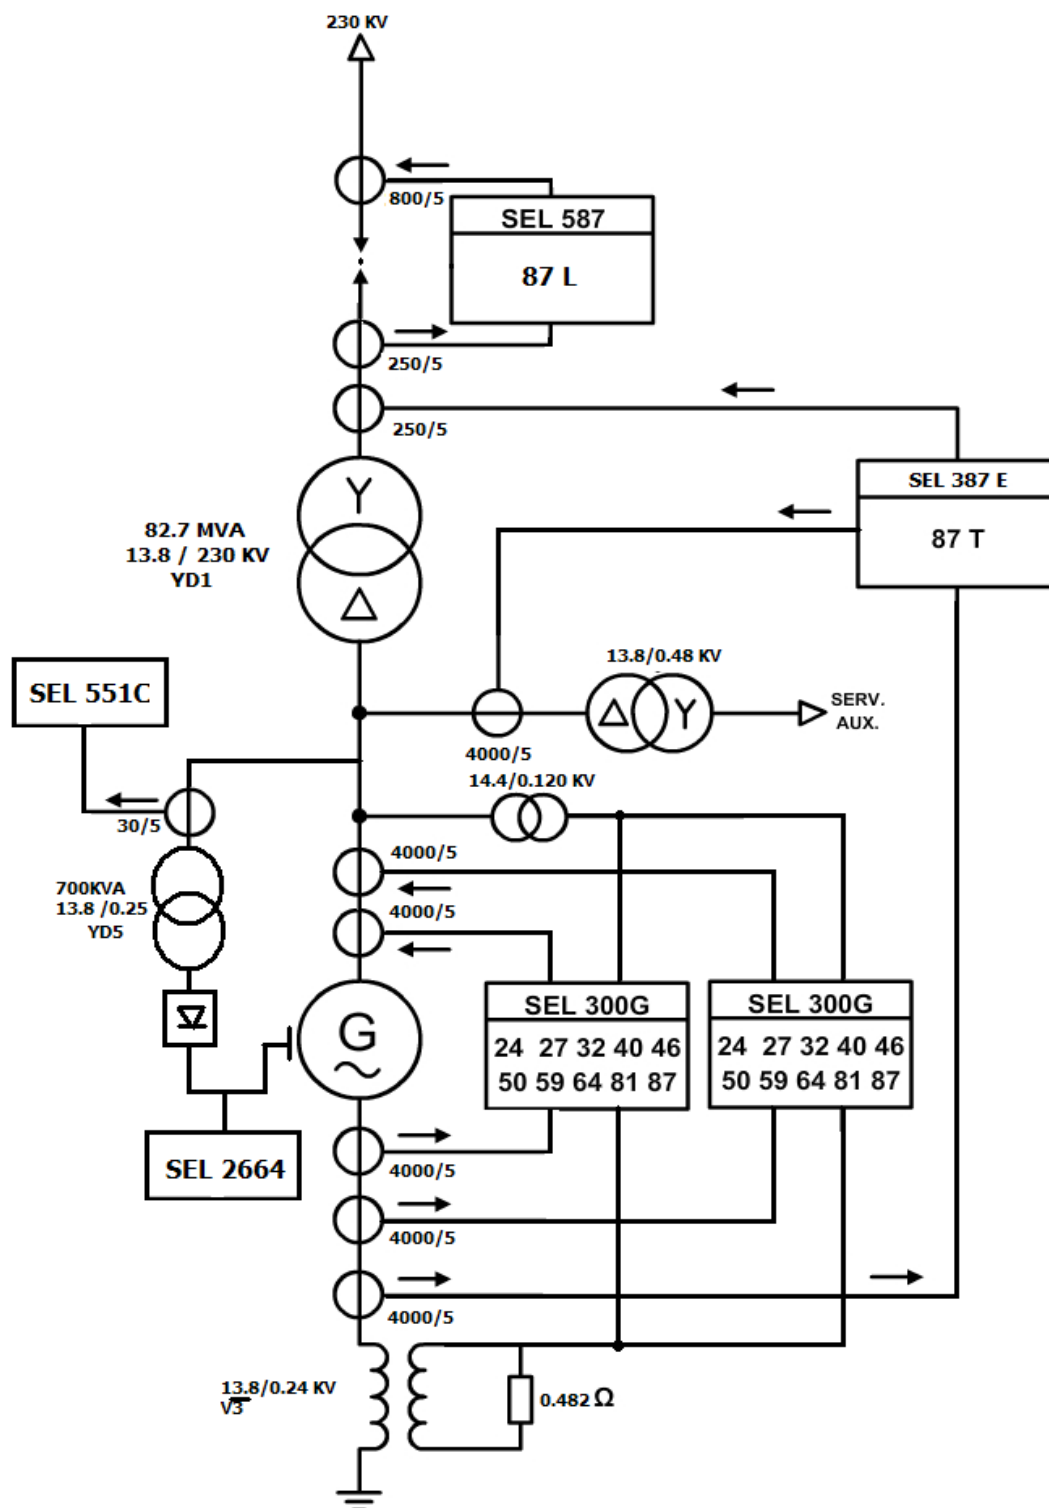 230 KV
800/5
SEL 587
87 L
250/5
250/5
Y
82.7 MVA
13.8 / 230 KV
YD1
SEL 387 E
87 T
SEL 551C
13.8/0.48 KV
Y
SERV.
AUX.
4000/5
14.4/0.120 KV
30/5
4000/5
4000/5
700KVA
13.8 /0.25
YD5
G
SEL 300G
24 27 32 40 46
50 59 64 81 87
SEL 300G
24 27 32 40 46
50 59 64 81 87
SEL 2664
4000/5
4000/5
4000/5
13.8/0.24 KV
V3
0.482 Ω